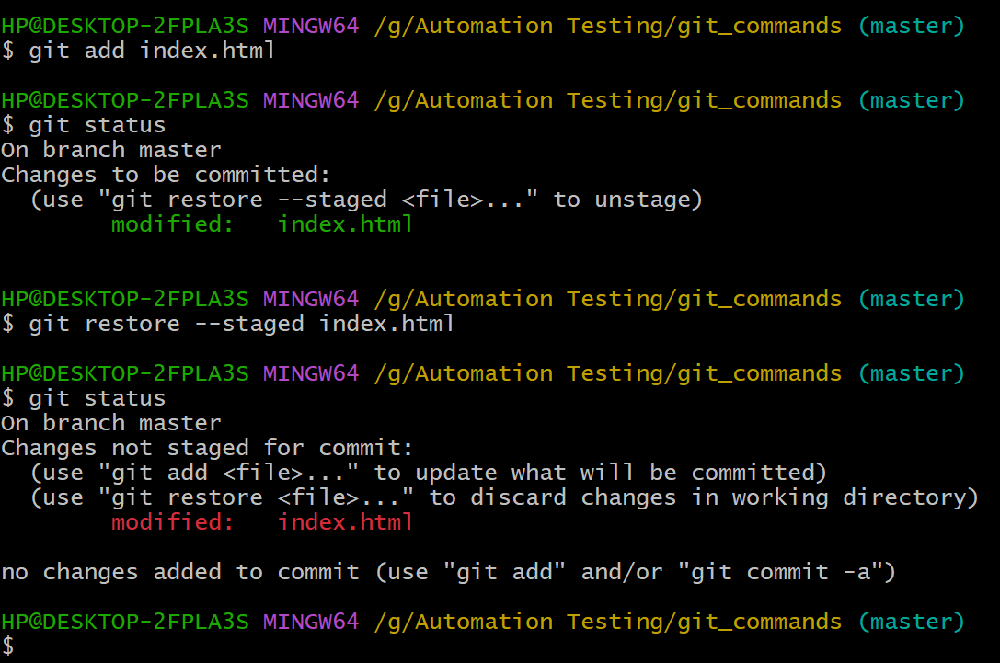 HP@DESKTOP-2FPLA3S MINGW64 /g/Automation Testing/git_commands (master)
$ git add index.html
HP@DESKTOP-2FPLA3S MINGW64 /g/Automation Testing/git_commands (master)
$ git status
On branch master
Changes to be committed:
  (use "git restore --staged <file>..." to unstage)
        modified:   index.html
HP@DESKTOP-2FPLA3S MINGW64 /g/Automation Testing/git_commands (master)
$ git restore --staged index.html
HP@DESKTOP-2FPLA3S MINGW64 /g/Automation Testing/git_commands (master)
$ git status
On branch master
Changes not staged for commit:
  (use "git add <file>..." to update what will be committed)
  (use "git restore <file>..." to discard changes in working directory)
        modified:   index.html
no changes added to commit (use "git add" and/or "git commit -a")
HP@DESKTOP-2FPLA3S MINGW64 /g/Automation Testing/git_commands (master)
$